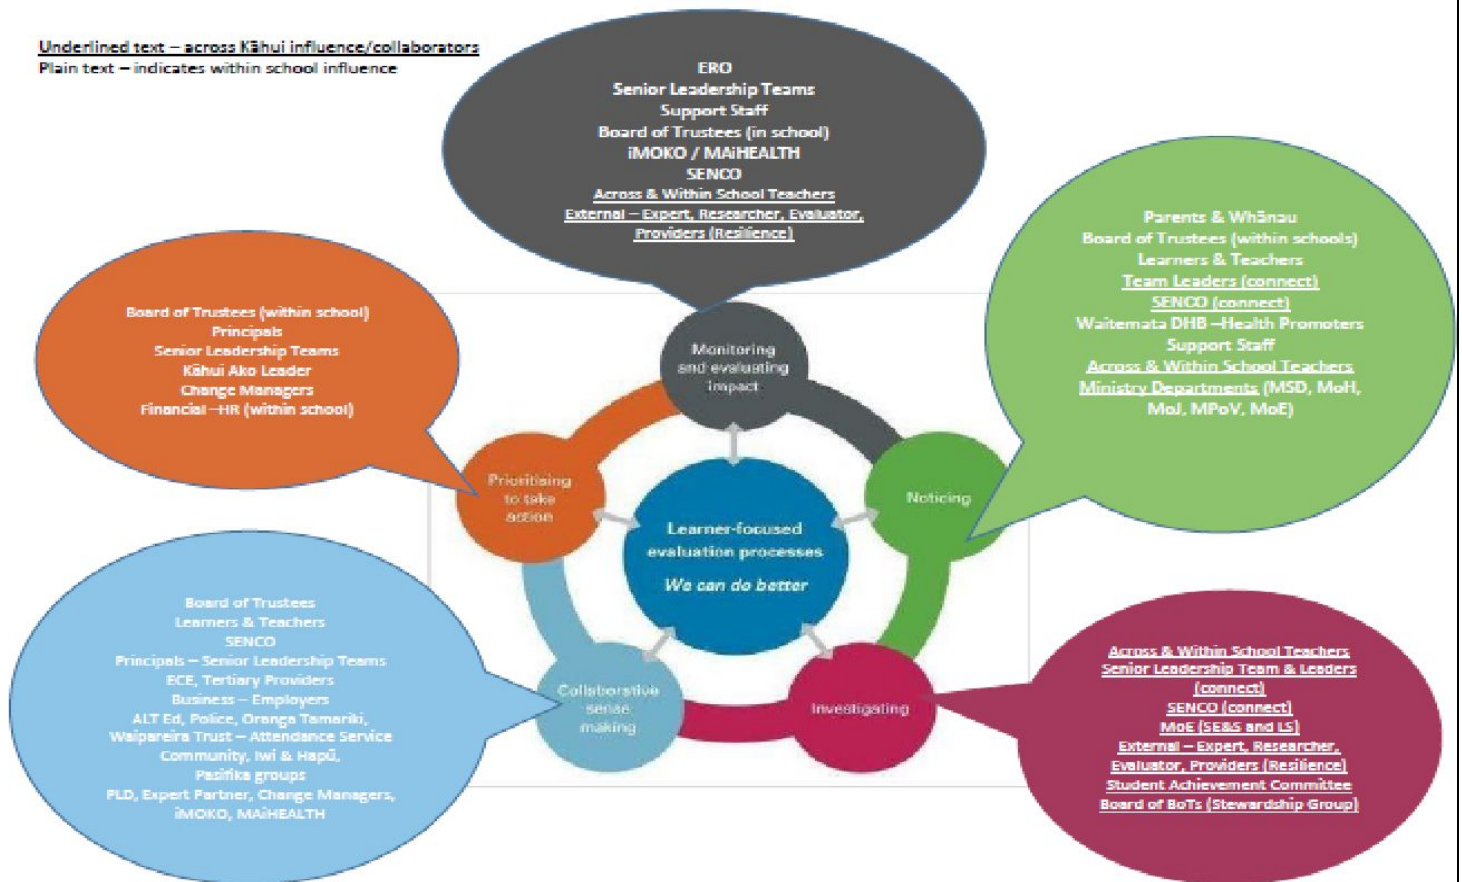 Underlined text – across Kāhui influence/collaborators
Plain text – indicates within school influence
ERO
Senior Leadership Teams
Support Staff
Board of Trustees (in school)
iMOKO / MAiHEALTH
SENCO
Across & Within School Teachers
External – Expert, Researcher, Evaluator,
Providers (Resilience)
Parents & Whānau
Board of Trustees (within schools)
Learners & Teachers
Team Leaders (connect)
SENCO (connect)
Waitemata DHB –Health Promoters
Support Staff
Across & Within School Teachers
Ministry Departments (MSD, MoH,
MoJ, MPoV, MoE)
Board of Trustees (within school)
Principals
Senior Leadership Teams
Kāhui Ako Leader
Change Managers
Financial –HR (within school)
Monitoring
and evaluating
impact
Prioritising
to take
action
Noticing
Learner-focused
evaluation processes
We can do better
Collaborative
sense
making
Investigating
Board of Trustees
Learners & Teachers
SENCO
Principals – Senior Leadership Teams
ECE, Tertiary Providers
Business – Employers
ALT Ed, Police, Oranga Tamariki,
Waipareira Trust – Attendance Service
Community, Iwi & Hapū,
Pasifika groups
PLD, Expert Partner, Change Managers,
iMOKO, MAiHEALTH
Across & Within School Teachers
Senior Leadership Team & Leaders
(connect)
SENCO (connect)
MoE (SE&S and LS)
External – Expert, Researcher,
Evaluator, Providers (Resilience)
Student Achievement Committee
Board of BoTs (Stewardship Group)